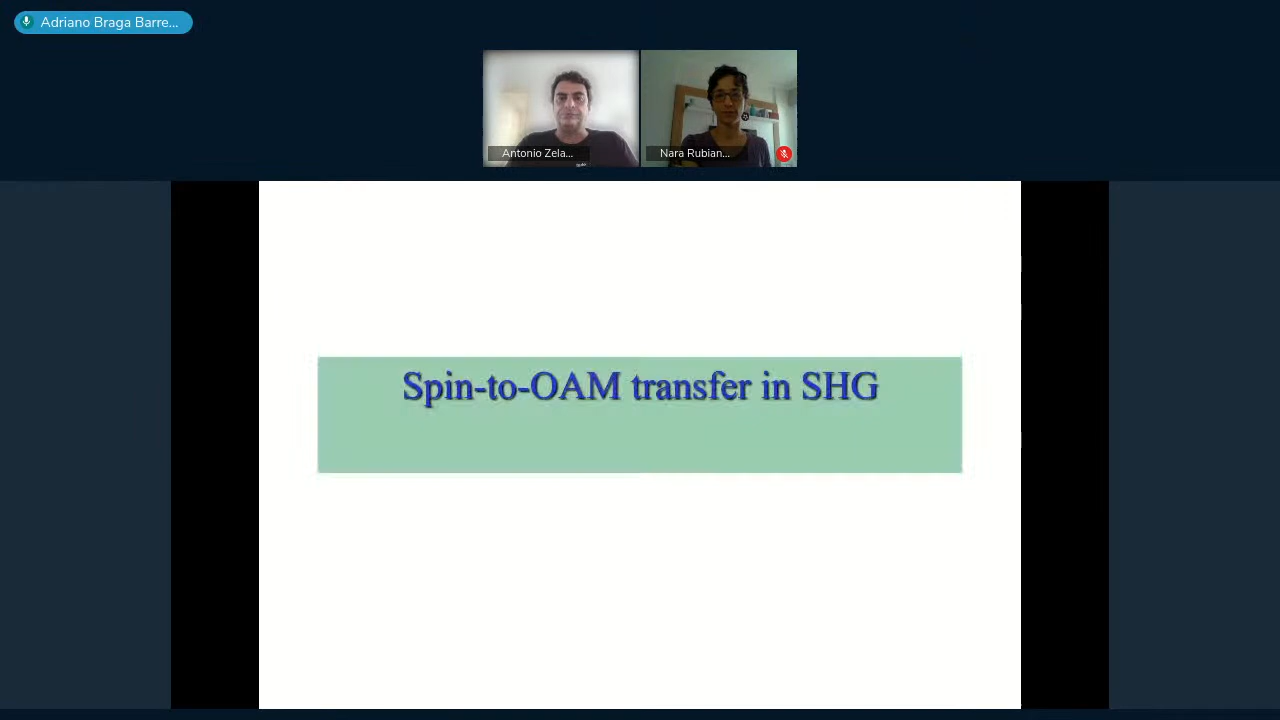 Adriano Braga Barre...
Antonio Zela...
Nara Rubian...
Spin-to-OAM transfer in SHG